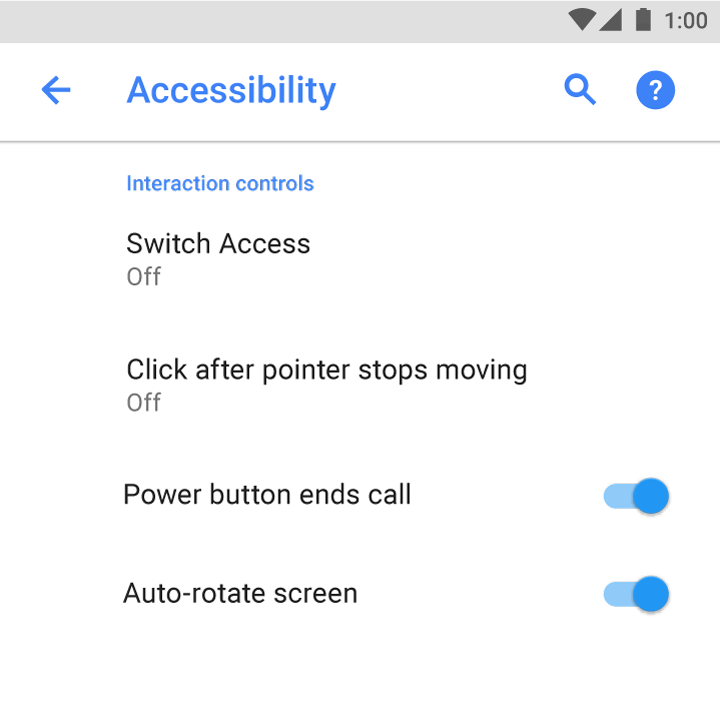 1:00
Accessibility
?
Interaction controls
Switch Access
Off
Click after pointer stops moving
Off
Power button ends call
Auto-rotate screen